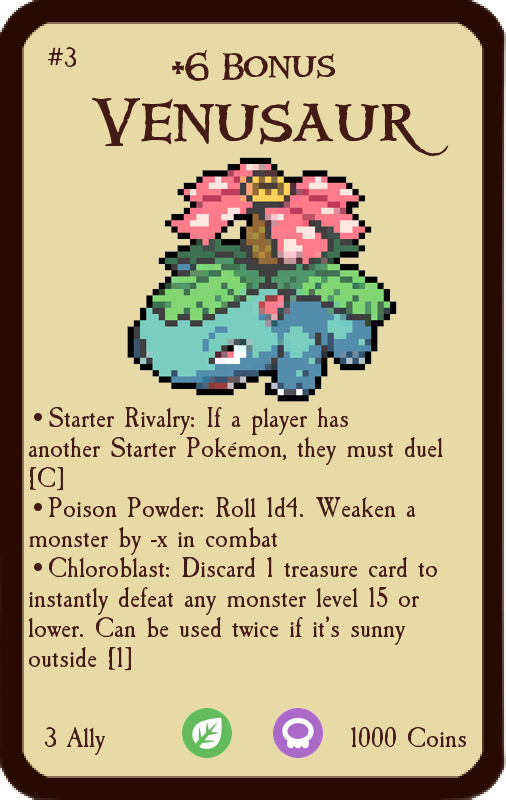 #3
+6 Bonus
Venusaur
•Starter Rivalry: If a player has
another Starter Pokémon, they must duel
[C]
•Poison Powder: Roll 1d4. Weaken a
monster by -x in combat
•Chloroblast: Discard 1 treasure card to
instantly defeat any monster level 15 or
lower. Can be used twice if it's sunny
outside [1]
3 Ally
1000 Coins